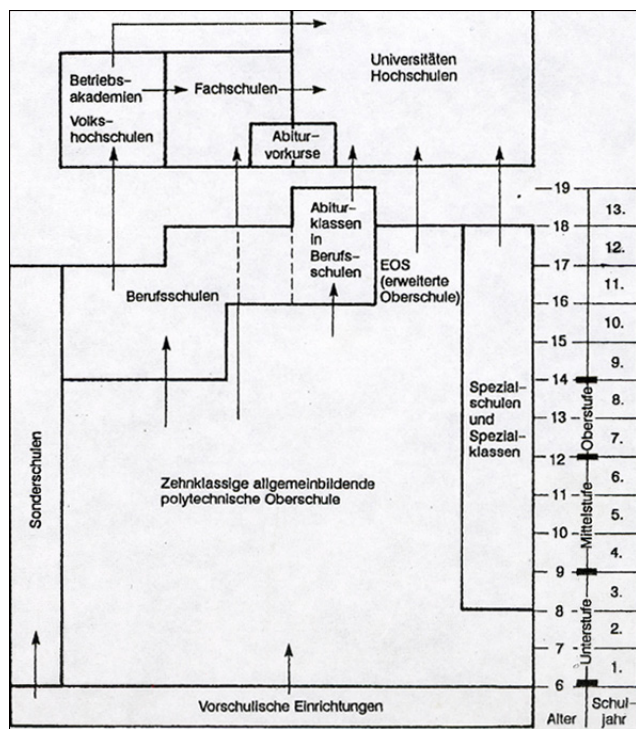 Betriebs-
akademien
Volks-
hochschulen
Fachschulen
Universitäten
Hochschulen
Abitur-
vorkurse
Abitur-
klassen
in
Berufs-
schulen
EOS
(erweiterte
Oberschule)
Berufsschulen
Sonderschulen
Zehnklassige allgemeinbildende
polytechnische Oberschule
Spezial-
schulen
und
Spezial-
klassen
Vorschulische Einrichtungen
19
18
17
16
15
14
13
12
11
10
9
8
7
6
Alter
Oberstufe
Mittelstufe
Unterstufe
13.
12.
11.
10.
9.
8.
7.
6.
5.
4.
3.
2.
1.
Schul-
jahr